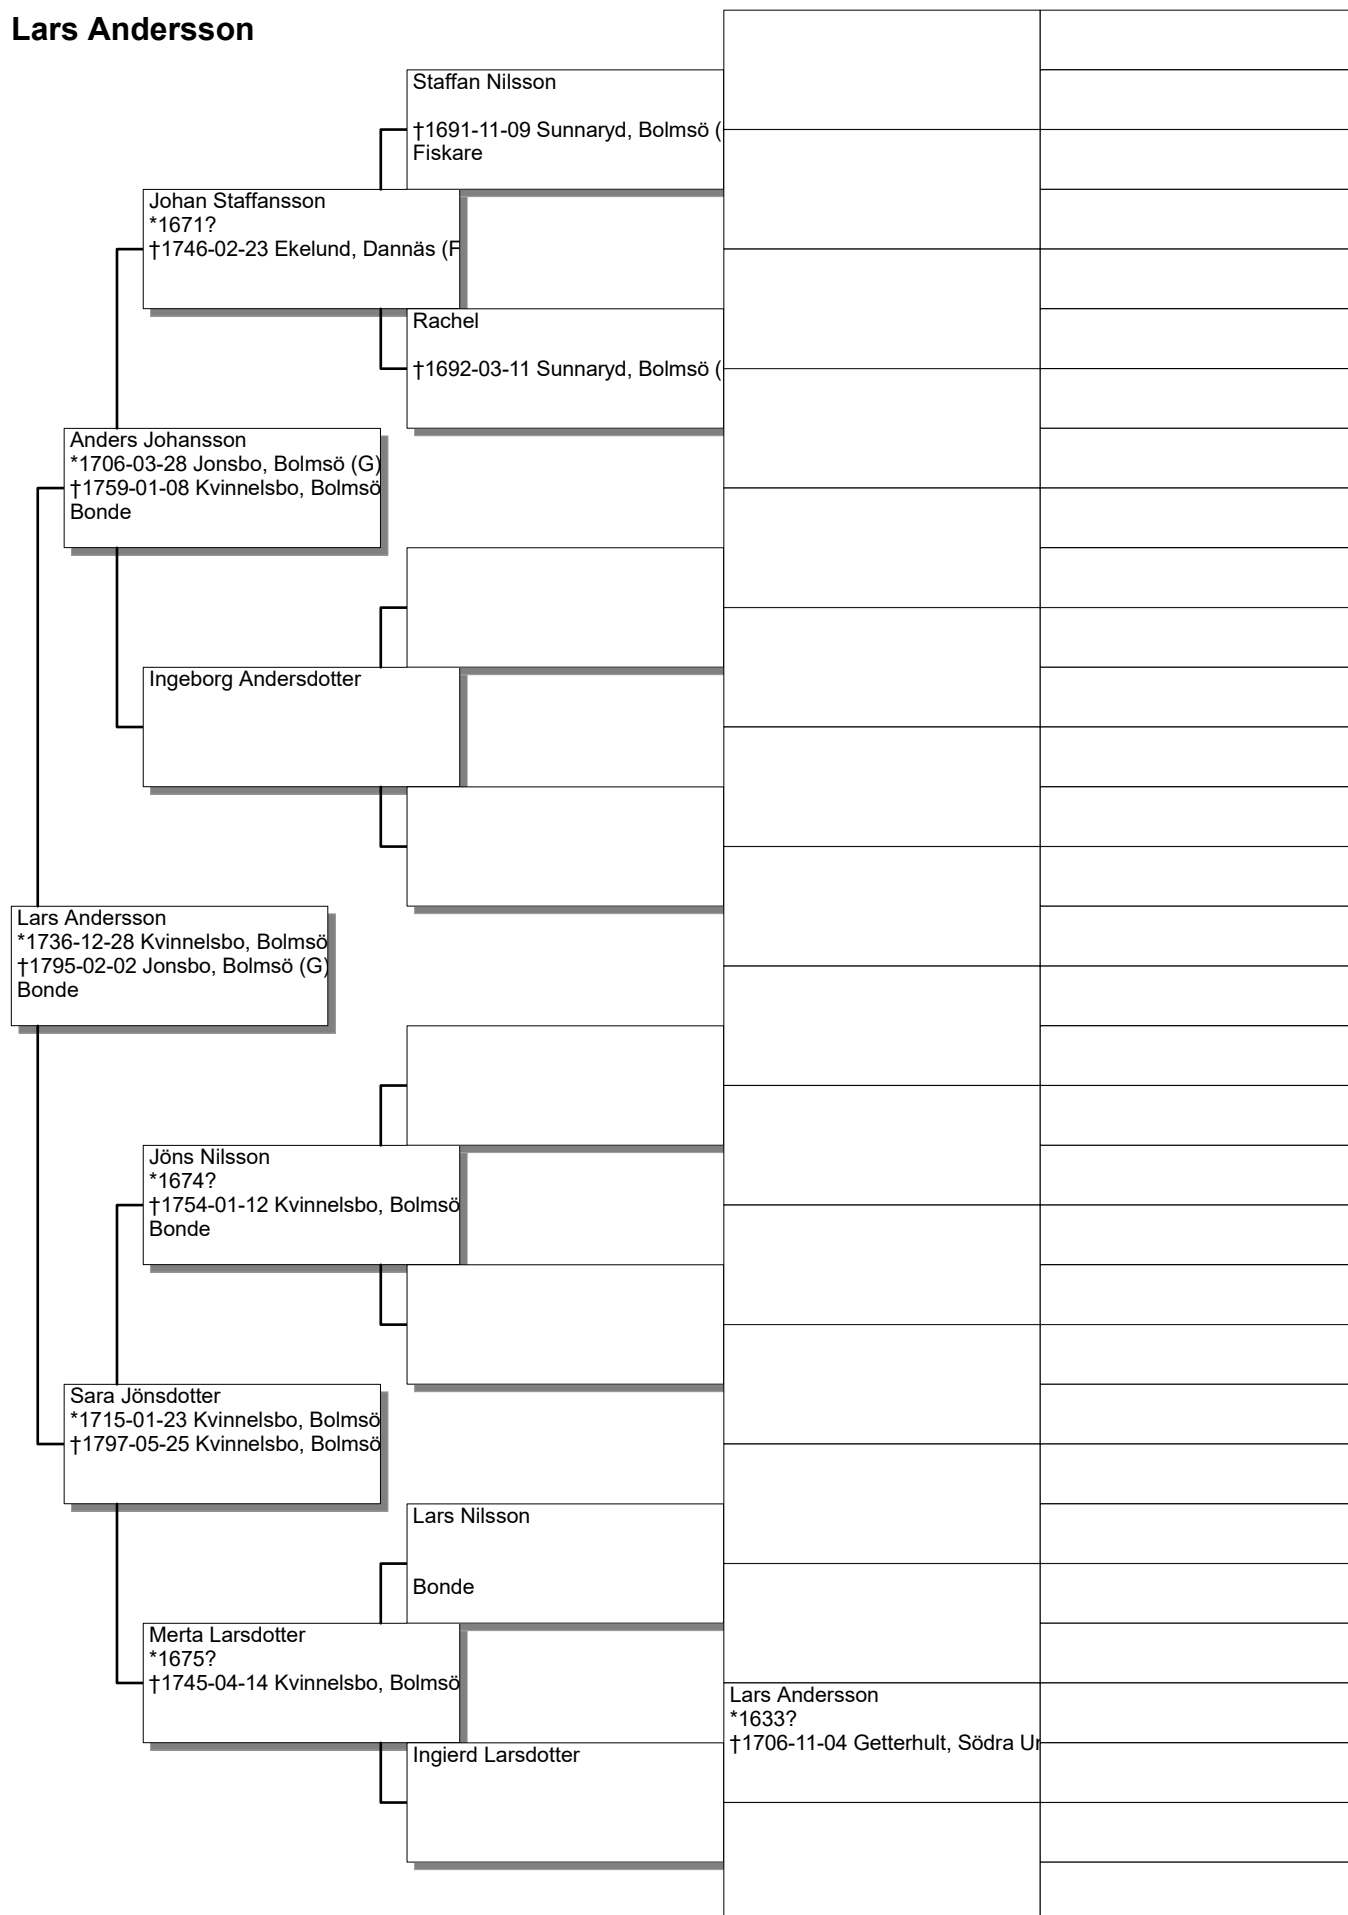 Lars Andersson
Staffan Nilsson
†1691-11-09 Sunnaryd, Bolmsö (
Fiskare
Johan Staffansson
*1671?
†1746-02-23 Ekelund, Dannäs (F
Rachel
†1692-03-11 Sunnaryd, Bolmsö (
Anders Johansson
*1706-03-28 Jonsbo, Bolmsö (G)
†1759-01-08 Kvinnelsbo, Bolmsö
Bonde
Ingeborg Andersdotter
Lars Andersson
*1736-12-28 Kvinnelsbo, Bolmsö
†1795-02-02 Jonsbo, Bolmsö (G)
Bonde
Jöns Nilsson
*1674?
†1754-01-12 Kvinnelsbo, Bolmsö
Bonde
Sara Jönsdotter
*1715-01-23 Kvinnelsbo, Bolmsö
†1797-05-25 Kvinnelsbo, Bolmsö
Lars Nilsson
Bonde
Merta Larsdotter
*1675?
†1745-04-14 Kvinnelsbo, Bolmsö
Lars Andersson
*1633?
†1706-11-04 Getterhult, Södra Un
Ingierd Larsdotter